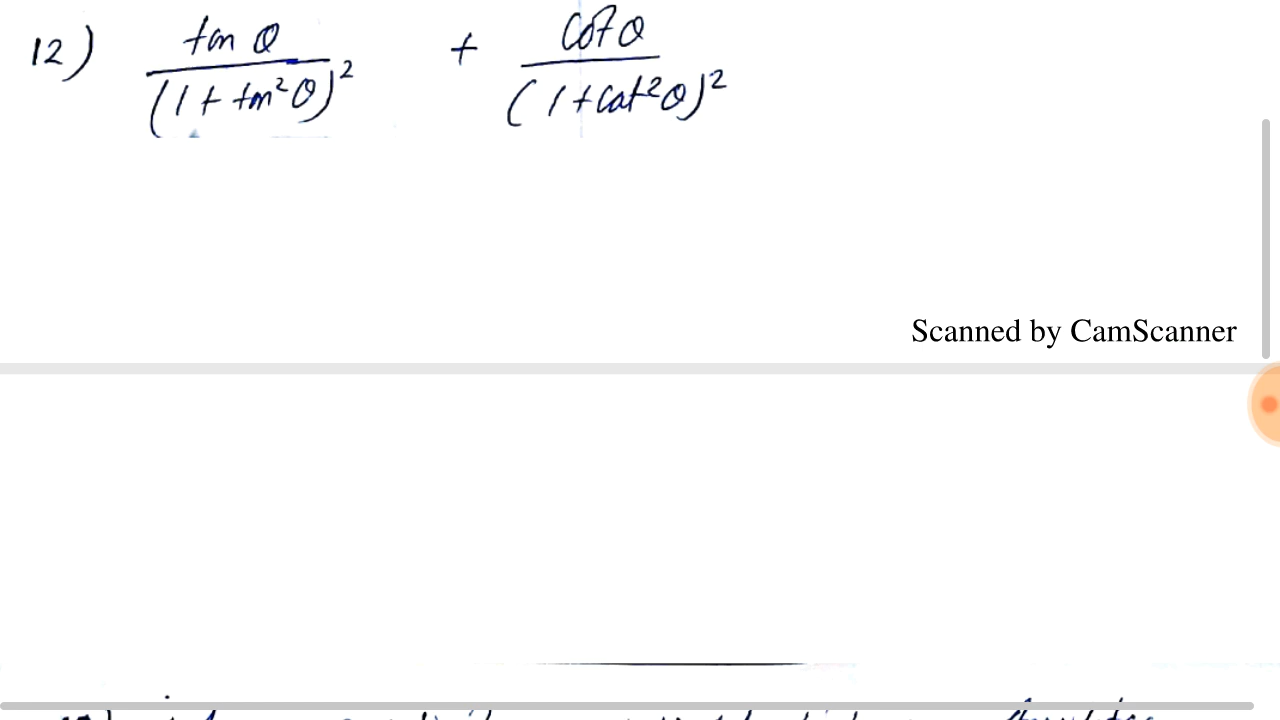 12) tan θ / (1 + tan²θ)² + Cot θ / (1 + Cot²θ)²
Scanned by CamScanner